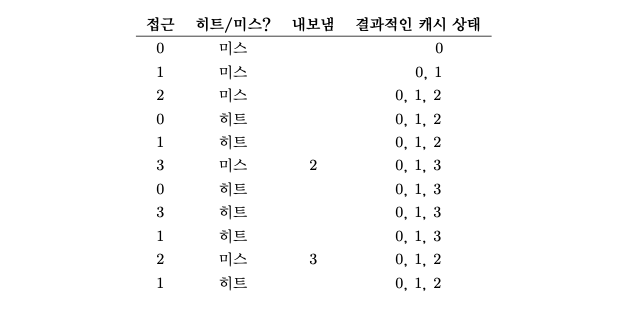 접근 히트/미스? 내보냄 결과적인 캐시 상태
0 미스 0
1 미스 0, 1
2 미스 0, 1, 2
0 히트 0, 1, 2
1 히트 0, 1, 2
3 미스 2 0, 1, 3
0 히트 0, 1, 3
3 히트 0, 1, 3
1 히트 0, 1, 3
2 미스 3 0, 1, 2
1 히트 0, 1, 2